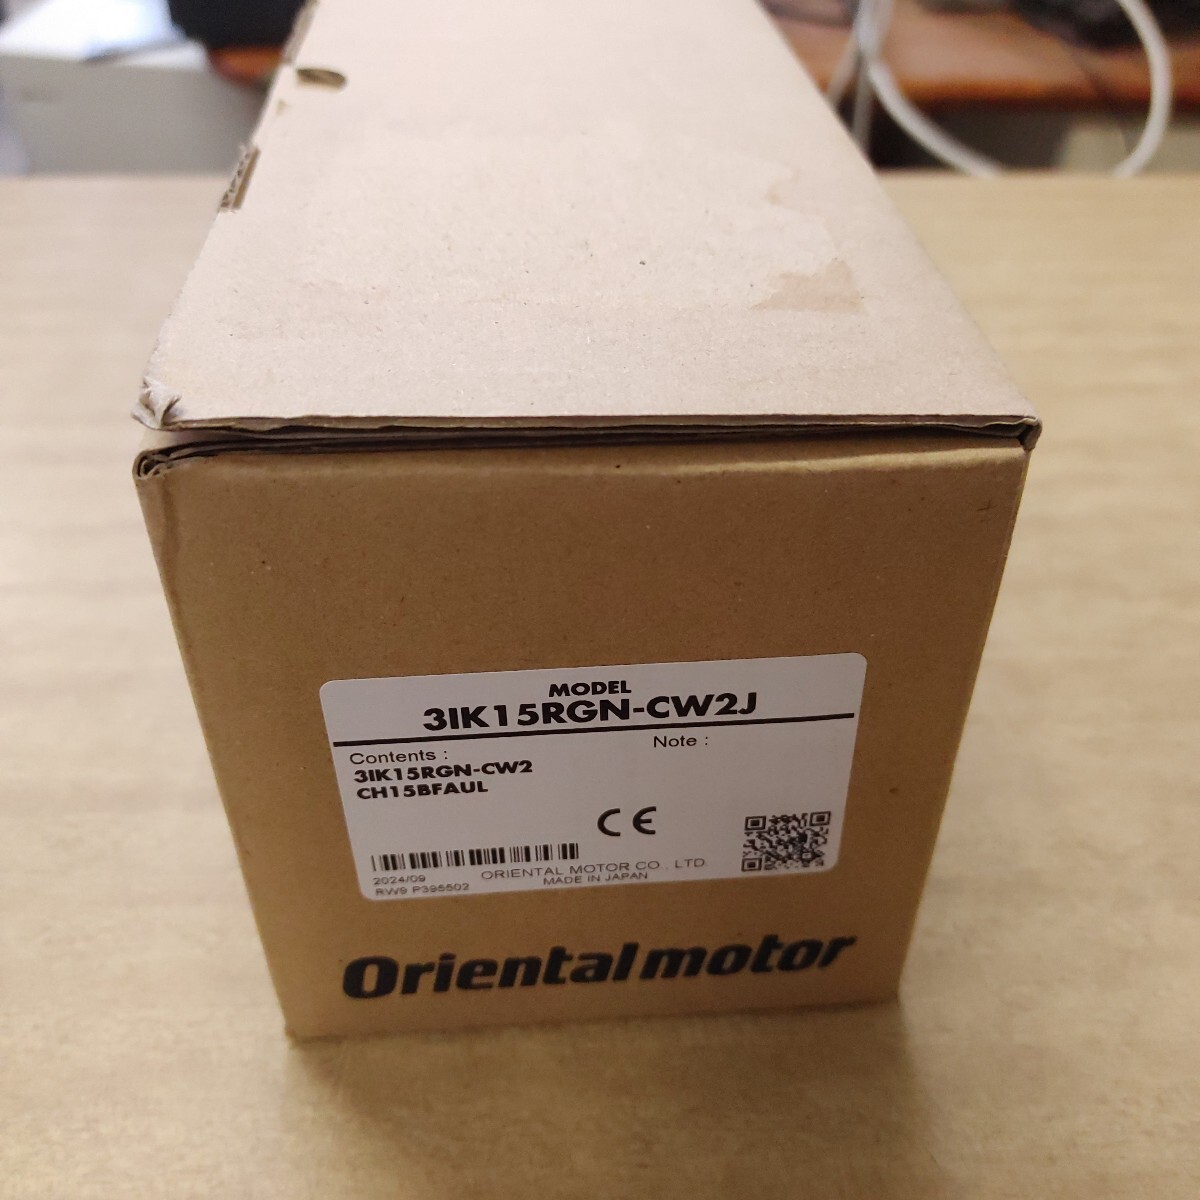 MODEL
3IK15RGN-CW2J
Contents :
Note :
3IK15RGN-CW2
CH15BFAUL
CE
2024/09
RW9 P395502
ORIENTAL MOTOR CO., LTD.
MADE IN JAPAN
Orientalmotor